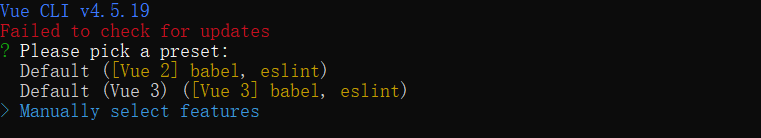 Vue CLI v4.5.19
Failed to check for updates
? Please pick a preset:
  Default ([Vue 2] babel, eslint)
  Default (Vue 3) ([Vue 3] babel, eslint)
> Manually select features